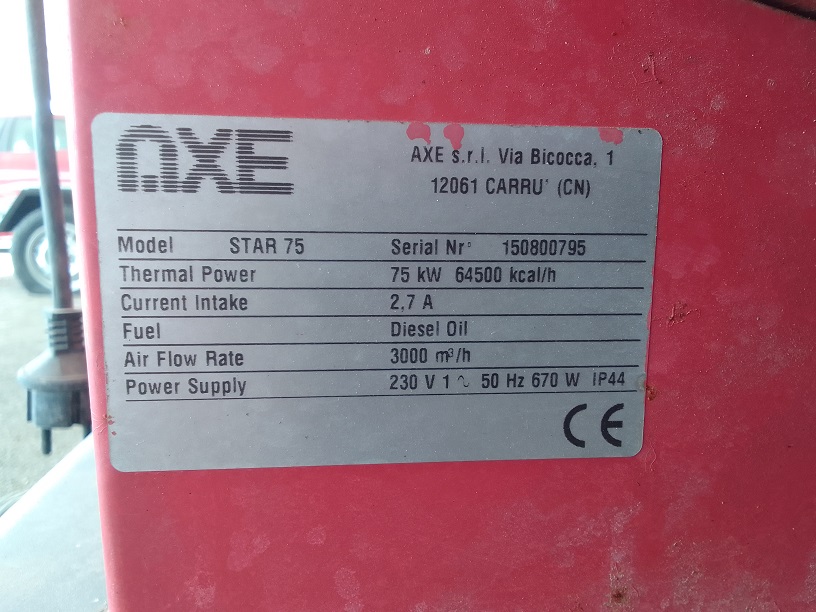 AXE
AXE s.r.l. Via Bicocca, 1
12061 CARRU' (CN)
Model STAR 75 Serial Nr° 150800795
Thermal Power 75 kW 64500 kcal/h
Current Intake 2,7 A
Fuel Diesel Oil
Air Flow Rate 3000 m³/h
Power Supply 230 V 1 ~ 50 Hz 670 W IP44
CE